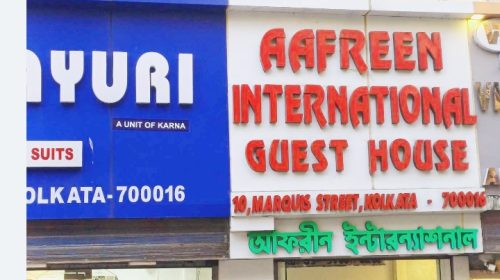 AYURI
A UNIT OF KARNA
SUITS
KOLKATA-700016
AAFREEN
INTERNATIONAL
GUEST HOUSE
10, MARQUIS STREET, KOLKATA - 700016
আফরীন ইন্টারন্যাশনাল